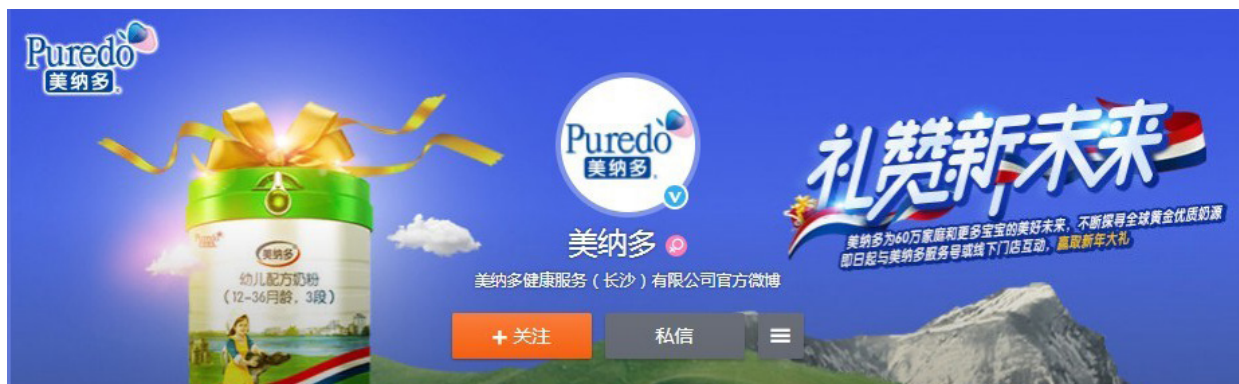 Puredo
美纳多
Puredo
美纳多
幼儿配方奶粉
(12-36月龄，3段)
Puredo
美纳多
美纳多
美纳多健康服务（长沙）有限公司官方微博
+关注
私信
礼赞新未来
美纳多为60万家庭和更多宝宝的美好未来，不断探寻全球黄金优质奶源
即日起与美纳多服务号或线下门店互动，赢取新年大礼